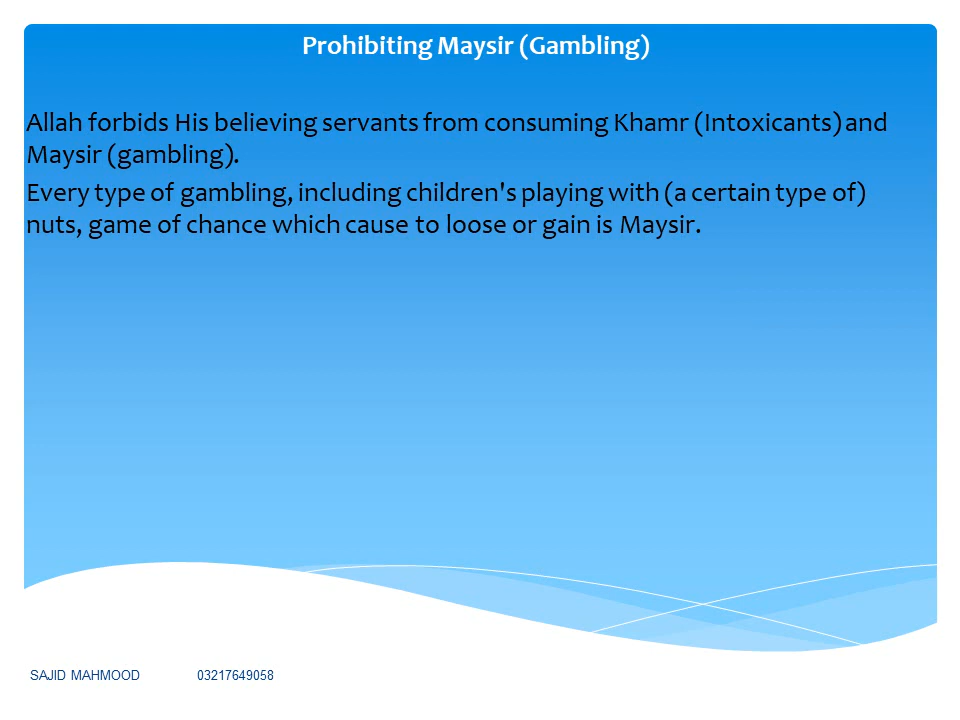 Prohibiting Maysir (Gambling)
Allah forbids His believing servants from consuming Khamr (Intoxicants) and
Maysir (gambling).
Every type of gambling, including children's playing with (a certain type of)
nuts, game of chance which cause to loose or gain is Maysir.
SAJID MAHMOOD 03217649058